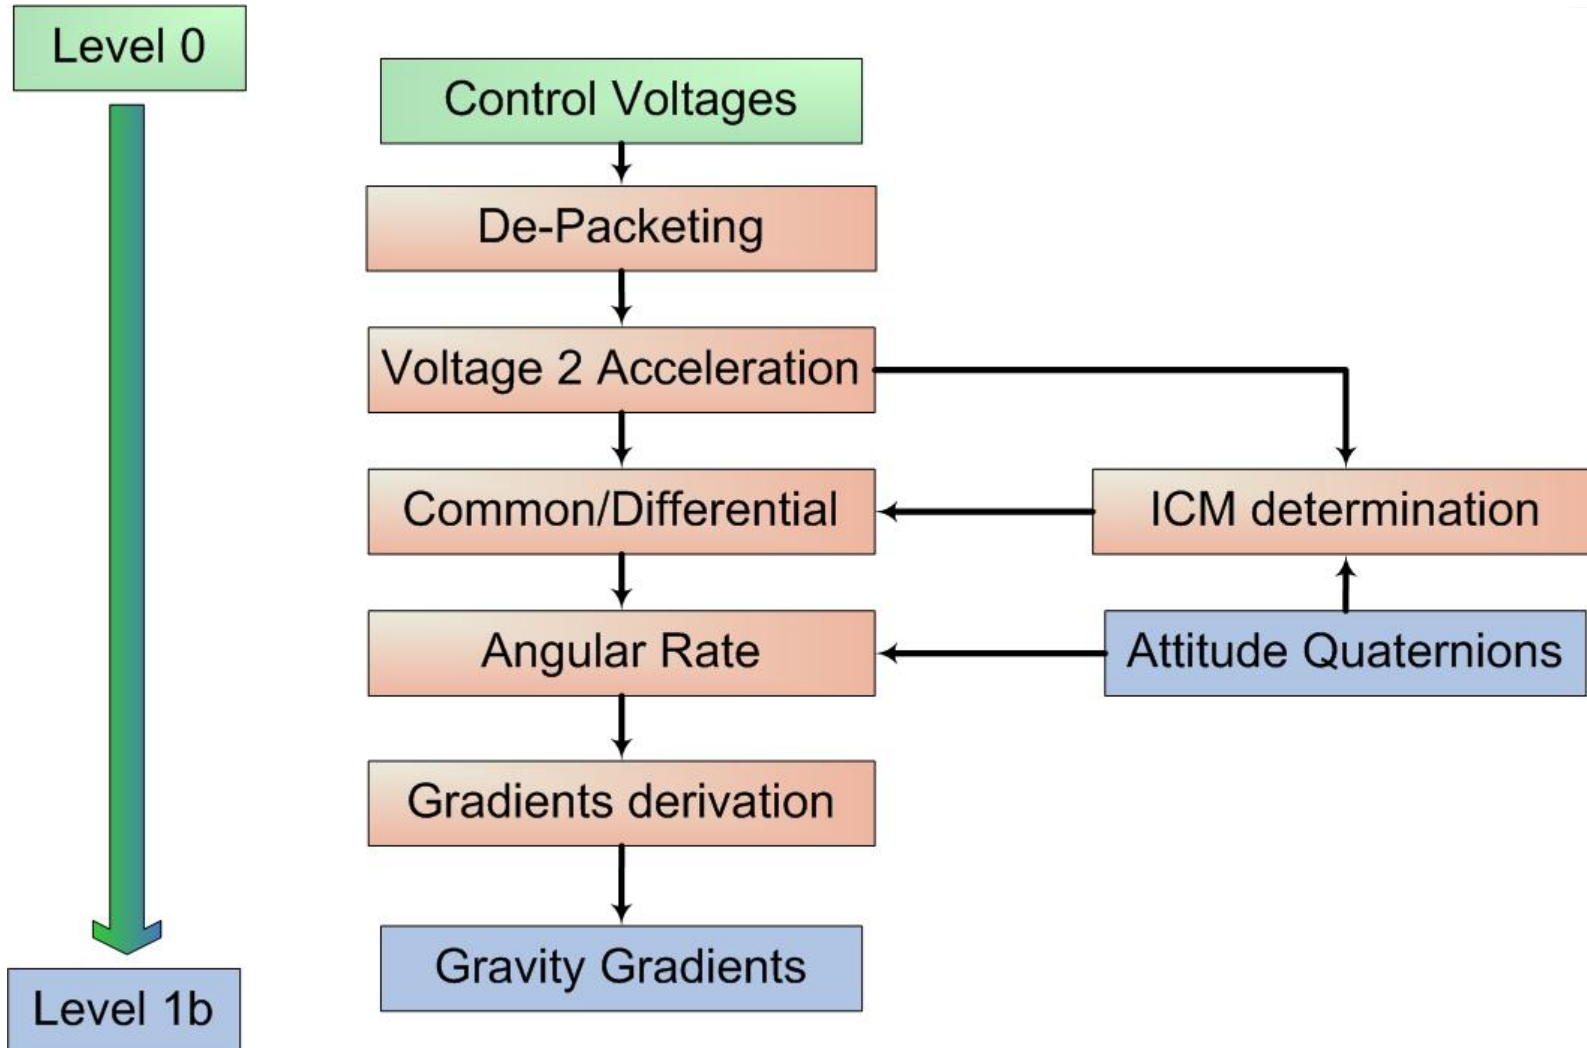 Level 0
Control Voltages
De-Packeting
Voltage 2 Acceleration
Common/Differential
ICM determination
Angular Rate
Attitude Quaternions
Gradients derivation
Gravity Gradients
Level 1b